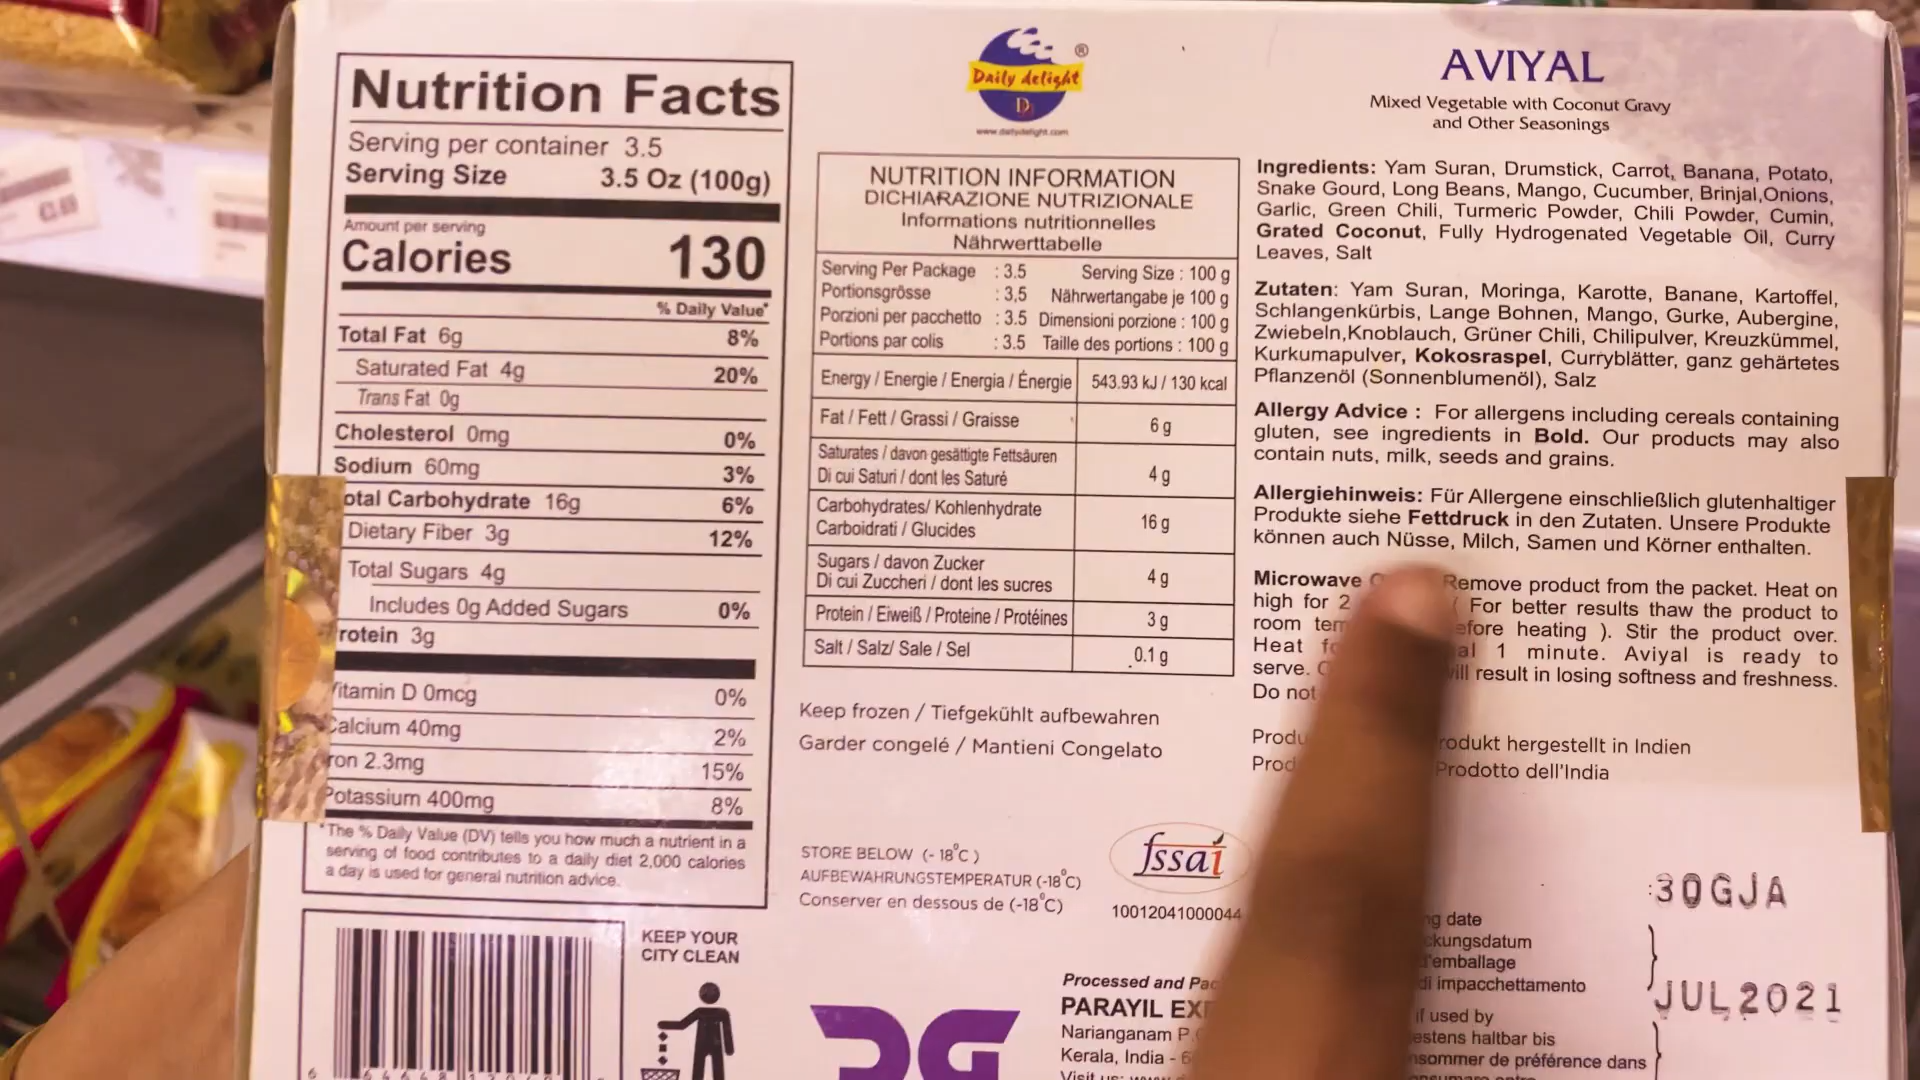 Nutrition Facts
Serving per container 3.5
Serving Size 3.5 Oz (100g)
Amount per serving
Calories 130
% Daily Value*
Total Fat 6g 8%
Saturated Fat 4g 20%
Trans Fat 0g
Cholesterol 0mg 0%
Sodium 60mg 3%
otal Carbohydrate 16g 6%
Dietary Fiber 3g 12%
Total Sugars 4g
Includes 0g Added Sugars 0%
rotein 3g
itamin D 0mcg 0%
Calcium 40mg 2%
ron 2.3mg 15%
Potassium 400mg 8%
*The % Daily Value (DV) tells you how much a nutrient in a
serving of food contributes to a daily diet 2,000 calories
a day is used for general nutrition advice.
KEEP YOUR
CITY CLEAN
Daily delight ®
D
www.dailydelight.com
NUTRITION INFORMATION
DICHIARAZIONE NUTRIZIONALE
Informations nutritionnelles
Nährwerttabelle
Serving Per Package : 3.5 Serving Size : 100 g
Portionsgrösse : 3,5 Nährwertangabe je 100 g
Porzioni per pacchetto : 3.5 Dimensioni porzione : 100 g
Portions par colis : 3.5 Taille des portions : 100 g
Energy / Energie / Energia / Énergie 543.93 kJ / 130 kcal
Fat / Fett / Grassi / Graisse 6 g
Saturates / davon gesättigte Fettsäuren
Di cui Saturi / dont les Saturé 4 g
Carbohydrates/ Kohlenhydrate
Carboidrati / Glucides 16 g
Sugars / davon Zucker
Di cui Zuccheri / dont les sucres 4 g
Protein / Eiweiß / Proteine / Protéines 3 g
Salt / Salz/ Sale / Sel 0.1 g
Keep frozen / Tiefgekühlt aufbewahren
Garder congelé / Mantieni Congelato
STORE BELOW (- 18°C )
AUFBEWAHRUNGSTEMPERATUR (-18°C)
Conserver en dessous de (-18°C)
fssai
10012041000044
Processed and Pac
PARAYIL EX
Narianganam P.
Kerala, India - 6
Visit us:
AVIYAL
Mixed Vegetable with Coconut Gravy
and Other Seasonings
Ingredients: Yam Suran, Drumstick, Carrot, Banana, Potato,
Snake Gourd, Long Beans, Mango, Cucumber, Brinjal,Onions,
Garlic, Green Chili, Turmeric Powder, Chili Powder, Cumin,
Grated Coconut, Fully Hydrogenated Vegetable Oil, Curry
Leaves, Salt
Zutaten: Yam Suran, Moringa, Karotte, Banane, Kartoffel,
Schlangenkürbis, Lange Bohnen, Mango, Gurke, Aubergine,
Zwiebeln,Knoblauch, Grüner Chili, Chilipulver, Kreuzkümmel,
Kurkumapulver, Kokosraspel, Curryblätter, ganz gehärtetes
Pflanzenöl (Sonnenblumenöl), Salz
Allergy Advice : For allergens including cereals containing
gluten, see ingredients in Bold. Our products may also
contain nuts, milk, seeds and grains.
Allergiehinweis: Für Allergene einschließlich glutenhaltiger
Produkte siehe Fettdruck in den Zutaten. Unsere Produkte
können auch Nüsse, Milch, Samen und Körner enthalten.
Microwave Remove product from the packet. Heat on
high for 2 ( For better results thaw the product to
room tem efore heating ). Stir the product over.
Heat fo al 1 minute. Aviyal is ready to
serve. will result in losing softness and freshness.
Do not
Produ rodukt hergestellt in Indien
Prod Prodotto dell'India
:30GJA
ng date
ckungsdatum
'emballage
di impacchettamento
JUL2021
if used by
estens haltbar bis
nsommer de préférence dans